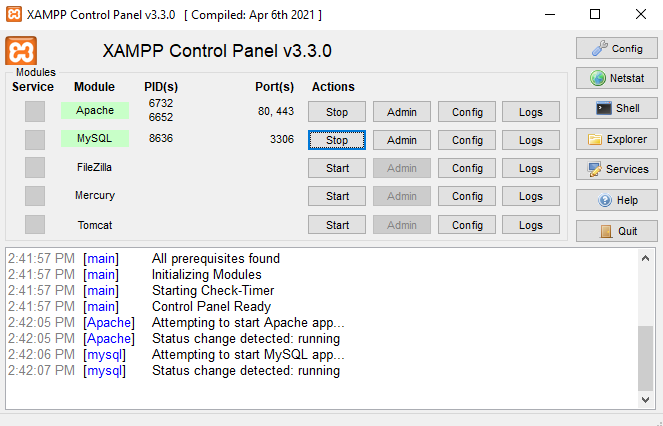 XAMPP Control Panel v3.3.0 [ Compiled: Apr 6th 2021 ]
XAMPP Control Panel v3.3.0
Config
Modules
Service Module PID(s) Port(s) Actions
Netstat
Apache 6732 6652 80, 443 Stop Admin Config Logs
Shell
MySQL 8636 3306 Stop Admin Config Logs
Explorer
FileZilla Start Admin Config Logs
Services
Mercury Start Admin Config Logs
Help
Tomcat Start Admin Config Logs
Quit
2:41:57 PM [main] All prerequisites found
2:41:57 PM [main] Initializing Modules
2:41:57 PM [main] Starting Check-Timer
2:41:57 PM [main] Control Panel Ready
2:42:05 PM [Apache] Attempting to start Apache app...
2:42:05 PM [Apache] Status change detected: running
2:42:06 PM [mysql] Attempting to start MySQL app...
2:42:07 PM [mysql] Status change detected: running